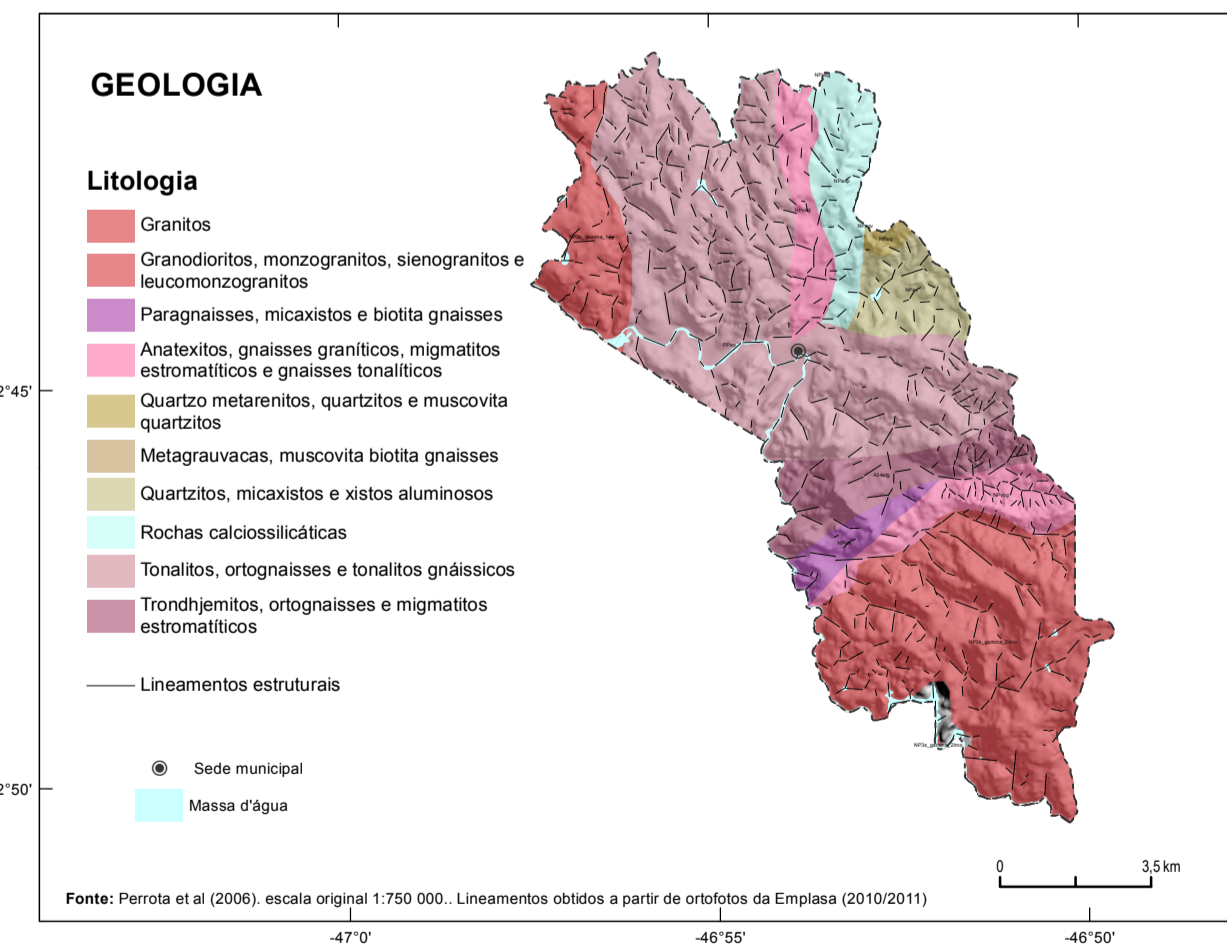 GEOLOGIA
Litologia
Granitos
Granodioritos, monzogranitos, sienogranitos e
leucomonzogranitos
Paragnaisses, micaxistos e biotita gnaisses
Anatexitos, gnaisses graníticos, migmatitos
estromatíticos e gnaisses tonalíticos
Quartzo metarenitos, quartzitos e muscovita
quartzitos
Metagrauvacas, muscovita biotita gnaisses
Quartzitos, micaxistos e xistos aluminosos
Rochas calciossilicáticas
Tonalitos, ortognaisses e tonalitos gnáissicos
Trondhjemitos, ortognaisses e migmatitos
estromatíticos
Lineamentos estruturais
Sede municipal
Massa d'água
2°45'
2°50'
0 3,5 km
Fonte: Perrota et al (2006). escala original 1:750 000.. Lineamentos obtidos a partir de ortofotos da Emplasa (2010/2011)
-47°0' -46°55' -46°50'